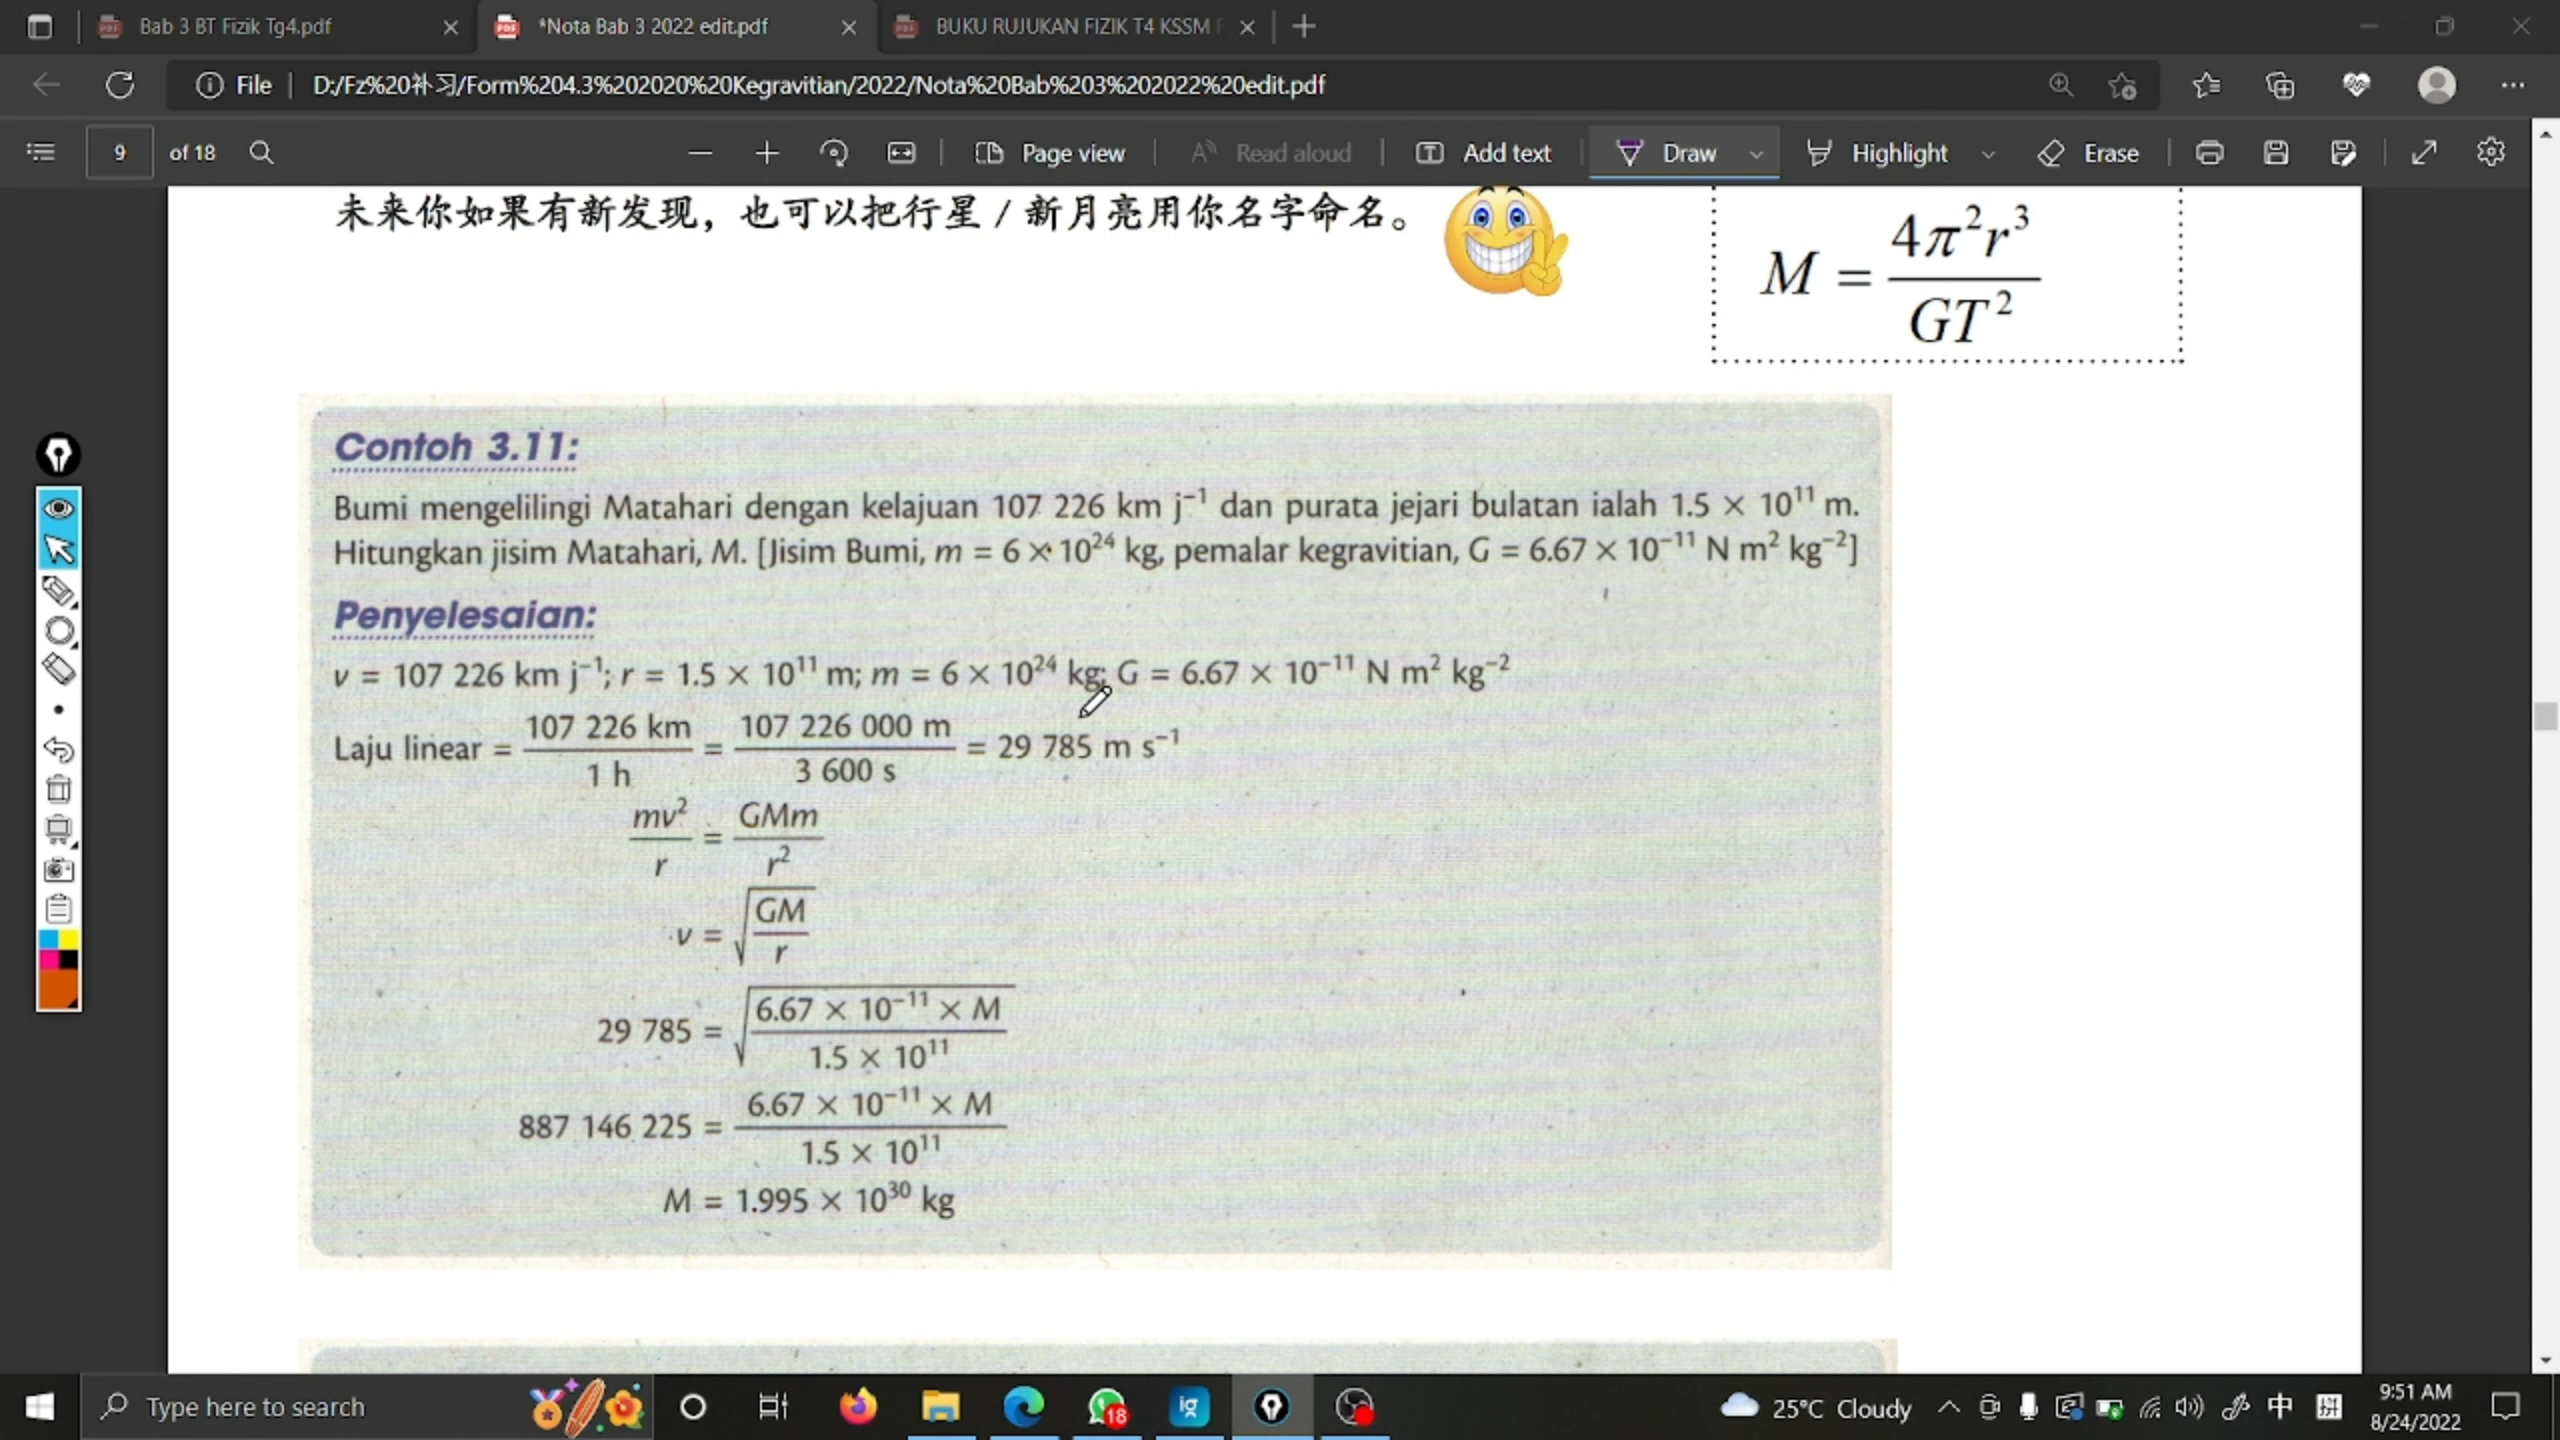 Bab 3 BT Fizik Tg4.pdf
*Nota Bab 3 2022 edit.pdf
BUKU RUJUKAN FIZIK T4 KSSM
File
D:/Fz%20补习/Form%204.3%202020%20Kegravitian/2022/Nota%20Bab%203%202022%20edit.pdf
9 of 18
Page view
Read aloud
Add text
Draw
Highlight
Erase
未来你如果有新发现，也可以把行星 / 新月亮用你名字命名。
M = 4π²r³ / GT²
Contoh 3.11:
Bumi mengelilingi Matahari dengan kelajuan 107 226 km j⁻¹ dan purata jejari bulatan ialah 1.5 × 10¹¹ m.
Hitungkan jisim Matahari, M. [Jisim Bumi, m = 6 × 10²⁴ kg, pemalar kegravitian, G = 6.67 × 10⁻¹¹ N m² kg⁻²]
Penyelesaian:
v = 107 226 km j⁻¹; r = 1.5 × 10¹¹ m; m = 6 × 10²⁴ kg; G = 6.67 × 10⁻¹¹ N m² kg⁻²
Laju linear = 107 226 km / 1 h = 107 226 000 m / 3 600 s = 29 785 m s⁻¹
mv² / r = GMm / r²
v = √(GM / r)
29 785 = √(6.67 × 10⁻¹¹ × M / 1.5 × 10¹¹)
887 146 225 = 6.67 × 10⁻¹¹ × M / 1.5 × 10¹¹
M = 1.995 × 10³⁰ kg
Type here to search
18
ig
25°C Cloudy
中
拼
9:51 AM
8/24/2022